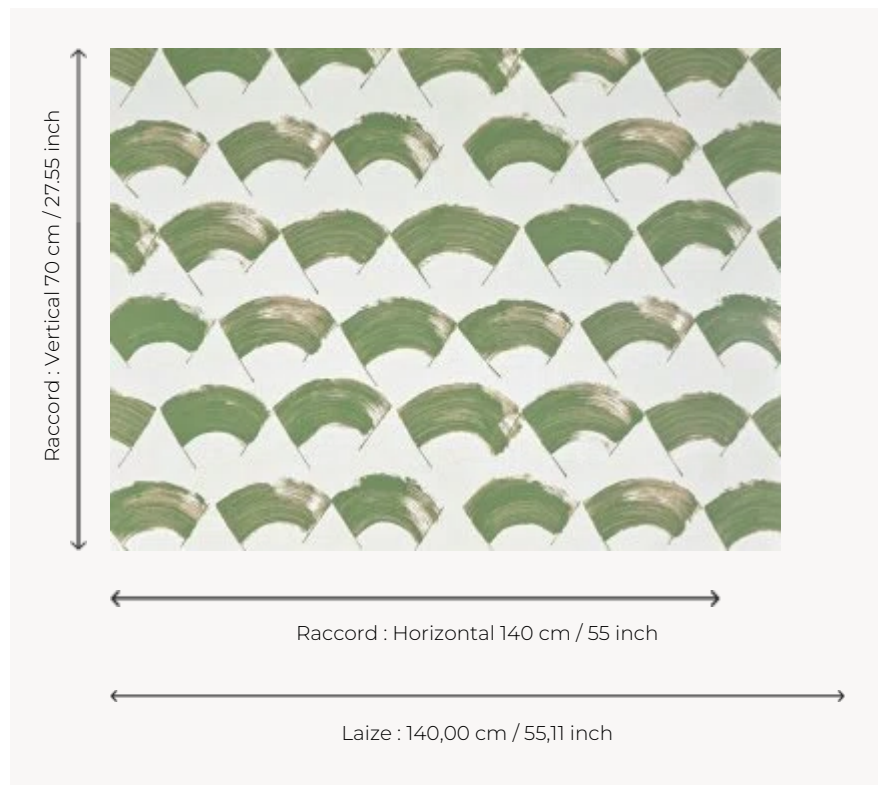 Raccord : Vertical 70 cm / 27.55 inch
Raccord : Horizontal 140 cm / 55 inch
Laize : 140,00 cm / 55,11 inch